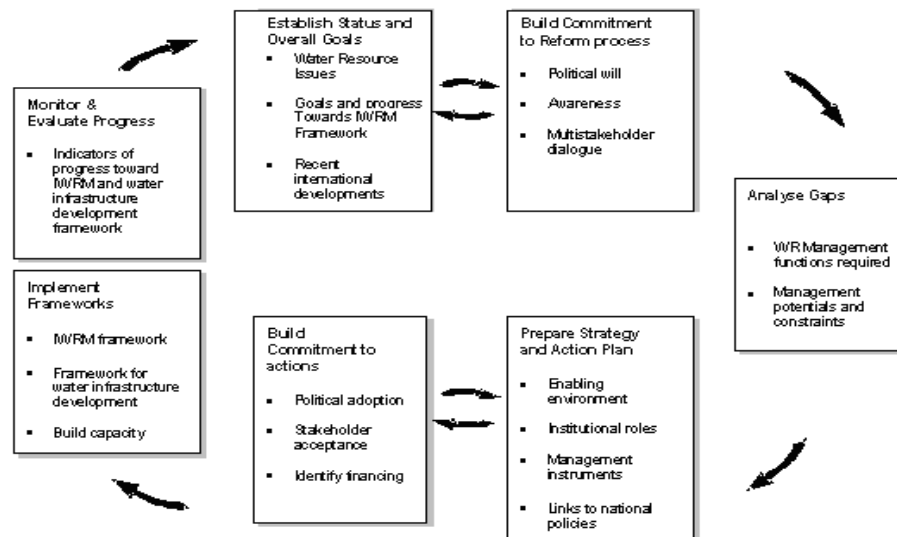 Establish Status and
Overall Goals
▪ Water Resource
Issues
▪ Goals and progress
Towards IWRM
Framework
▪ Recent
international
developments
Build Commitment
to Reform process
▪ Political will
▪ Awareness
▪ Multistakeholder
dialogue
Monitor &
Evaluate Progress
▪ Indicators of
progress toward
IWRM and water
infrastructure
development
framework
Analyse Gaps
▪ WR Management
functions required
▪ Management
potentials and
constraints
Implement
Frameworks
▪ IWRM framework
▪ Framework for
water infrastructure
development
▪ Build capacity
Build
Commitment to
actions
▪ Political adoption
▪ Stakeholder
acceptance
▪ Identify financing
Prepare Strategy
and Action Plan
▪ Enabling
environment
▪ Institutional roles
▪ Management
instruments
▪ Links to national
policies